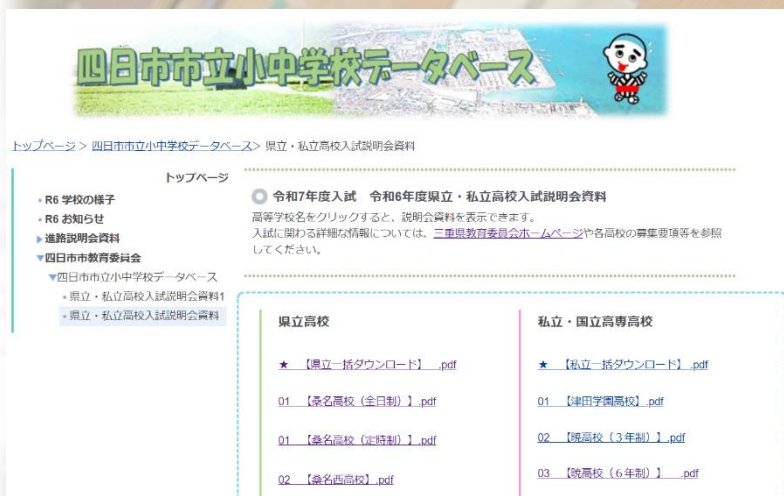 四日市市立小中学校データベース
トップページ > 四日市市立小中学校データベース> 県立・私立高校入試説明会資料
トップページ
R6 学校の様子
R6 お知らせ
進路説明会資料
四日市市教育委員会
四日市市立小中学校データベース
県立・私立高校入試説明会資料1
県立・私立高校入試説明会資料
令和7年度入試 令和6年度県立・私立高校入試説明会資料
高等学校名をクリックすると、説明会資料を表示できます。
入試に関わる詳細な情報については、三重県教育委員会ホームページや各高校の募集要項等を参照
してください。
県立高校
★ 【県立一括ダウンロード】 .pdf
01 【桑名高校（全日制）】.pdf
01 【桑名高校（定時制）】.pdf
02 【桑名西高校】.pdf
私立・国立高専高校
★ 【私立一括ダウンロード】.pdf
01 【津田学園高校】.pdf
02 【暁高校（３年制）】.pdf
03 【暁高校（６年制）】 .pdf